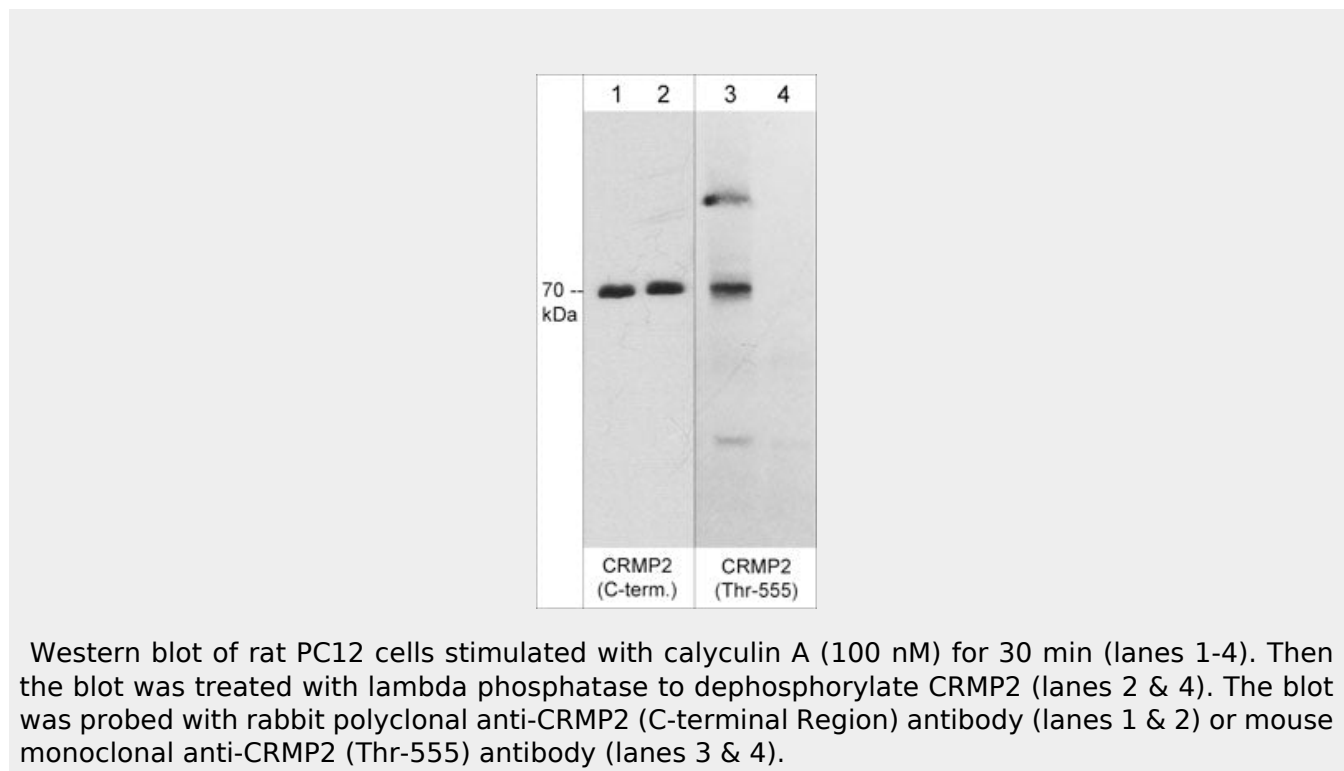 1 2 3 4
70 --
kDa
CRMP2
(C-term.)
CRMP2
(Thr-555)
Western blot of rat PC12 cells stimulated with calyculin A (100 nM) for 30 min (lanes 1-4). Then
the blot was treated with lambda phosphatase to dephosphorylate CRMP2 (lanes 2 & 4). The blot
was probed with rabbit polyclonal anti-CRMP2 (C-terminal Region) antibody (lanes 1 & 2) or mouse
monoclonal anti-CRMP2 (Thr-555) antibody (lanes 3 & 4).